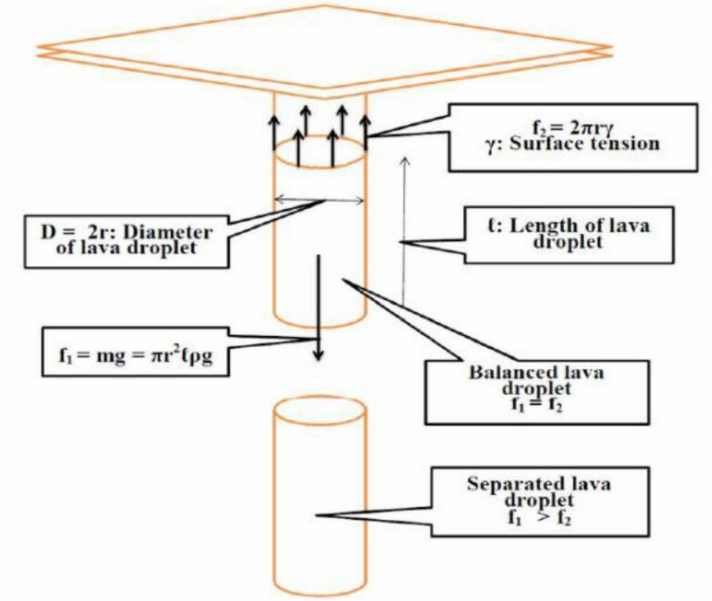 f₂ = 2πrγ
γ: Surface tension
D = 2r: Diameter
of lava droplet
ℓ: Length of lava
droplet
f₁ = mg = πr²ℓρg
Balanced lava
droplet
f₁ = f₂
Separated lava
droplet
f₁ > f₂